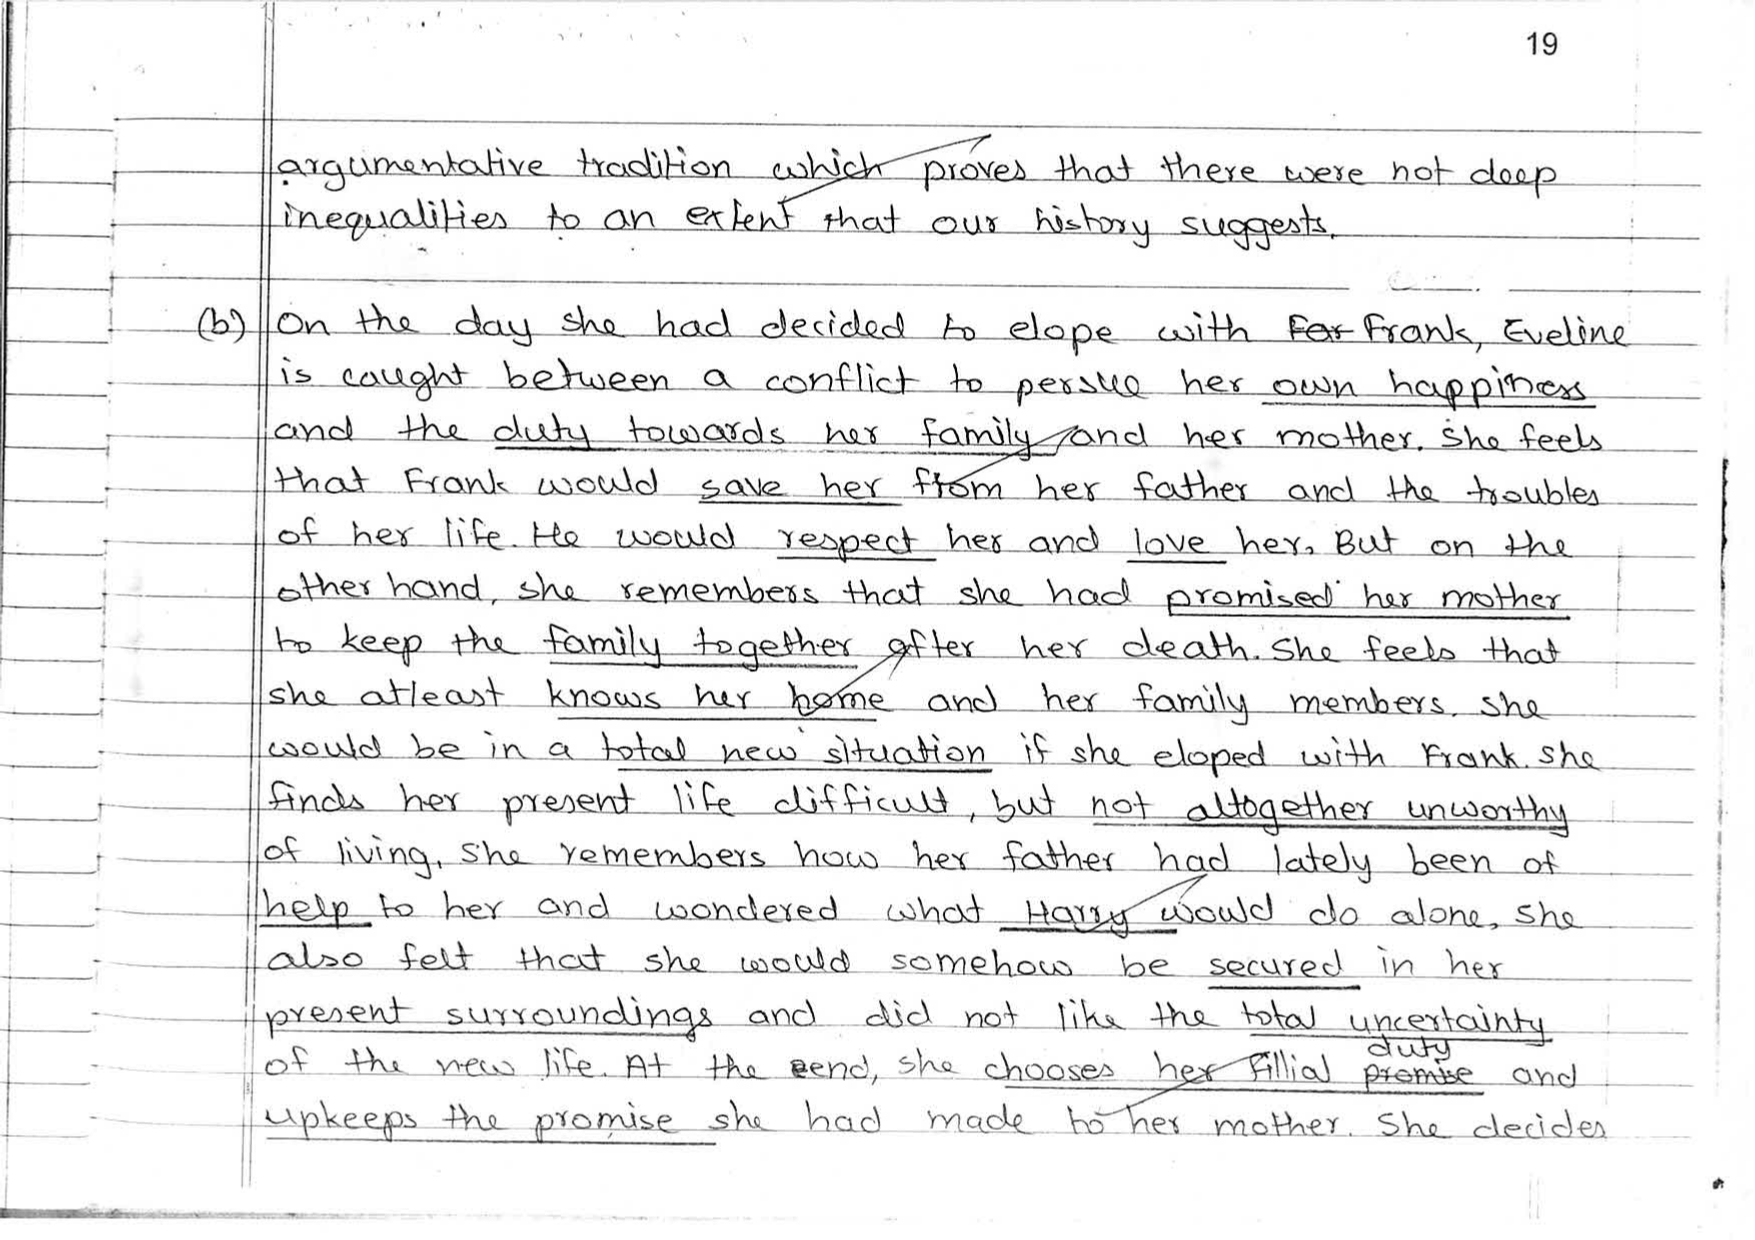 19
argumentative tradition which proves that there were not deep
inequalities to an extent that our history suggests.
(b) On the day she had decided to elope with Far Frank, Eveline
is caught between a conflict to persue her own happiness
and the duty towards her family and her mother. She feels
that Frank would save her from her father and the troubles
of her life. He would respect her and love her. But on the
other hand, she remembers that she had promised her mother
to keep the family together after her death. She feels that
she atleast knows her home and her family members. She
would be in a total new situation if she eloped with Frank. She
finds her present life difficult, but not altogether unworthy
of living. She remembers how her father had lately been of
help to her and wondered what Harry would do alone. She
also felt that she would somehow be secured in her
present surroundings and did not like the total uncertainty
of the new life. At the eend, she chooses her fillial promise duty and
upkeeps the promise she had made to her mother. She decides